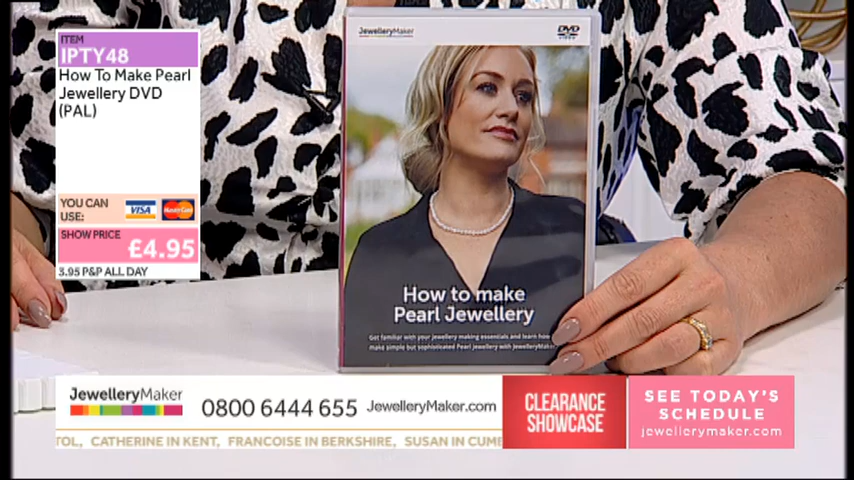 ITEM
IPTY48
How To Make Pearl
Jewellery DVD
(PAL)
YOU CAN
USE:
VISA
MasterCard
SHOW PRICE
£4.95
3.95 P&P ALL DAY
JewelleryMaker
DVD
VIDEO
How to make
Pearl Jewellery
Get familiar with your jewellery making essentials and learn how
make simple but sophisticated Pearl jewellery with JewelleryMaker
JewelleryMaker
0800 6444 655
JewelleryMaker.com
CLEARANCE
SHOWCASE
SEE TODAY'S
SCHEDULE
jewellerymaker.com
TOL, CATHERINE IN KENT, FRANCOISE IN BERKSHIRE, SUSAN IN CUME